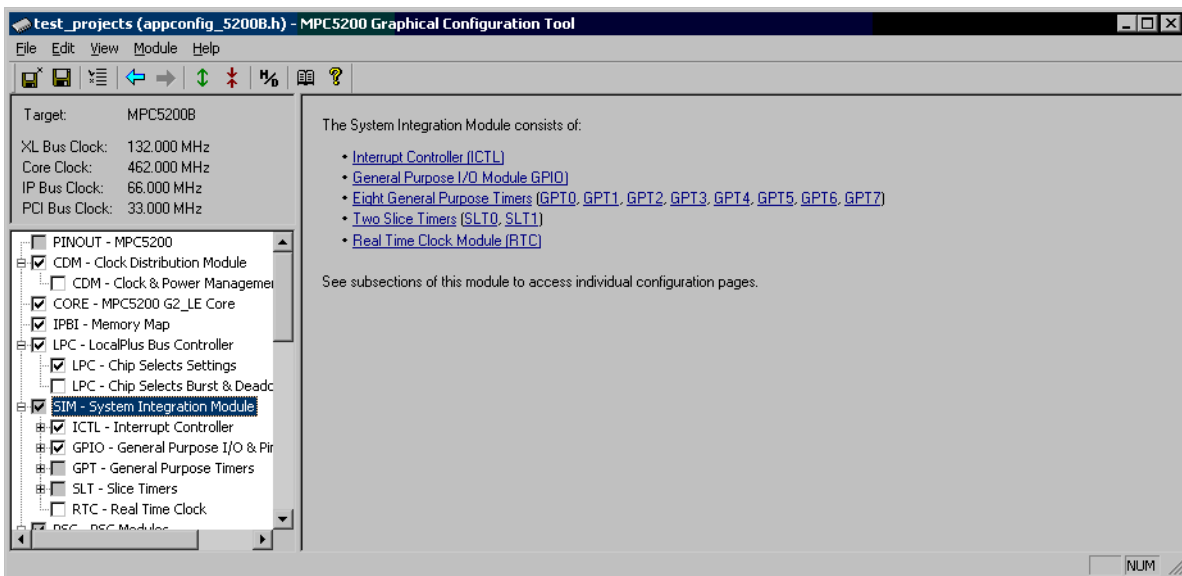 test_projects (appconfig_5200B.h) - MPC5200 Graphical Configuration Tool
File Edit View Module Help
H/D
Target: MPC5200B
XL Bus Clock: 132.000 MHz
Core Clock: 462.000 MHz
IP Bus Clock: 66.000 MHz
PCI Bus Clock: 33.000 MHz
PINOUT - MPC5200
CDM - Clock Distribution Module
CDM - Clock & Power Managemen
CORE - MPC5200 G2_LE Core
IPBI - Memory Map
LPC - LocalPlus Bus Controller
LPC - Chip Selects Settings
LPC - Chip Selects Burst & Deadc
SIM - System Integration Module
ICTL - Interrupt Controller
GPIO - General Purpose I/O & Pin
GPT - General Purpose Timers
SLT - Slice Timers
RTC - Real Time Clock
PSC - PSC Modules
The System Integration Module consists of:
• Interrupt Controller (ICTL)
• General Purpose I/O Module GPIO)
• Eight General Purpose Timers (GPT0, GPT1, GPT2, GPT3, GPT4, GPT5, GPT6, GPT7)
• Two Slice Timers (SLT0, SLT1)
• Real Time Clock Module (RTC)
See subsections of this module to access individual configuration pages.
NUM